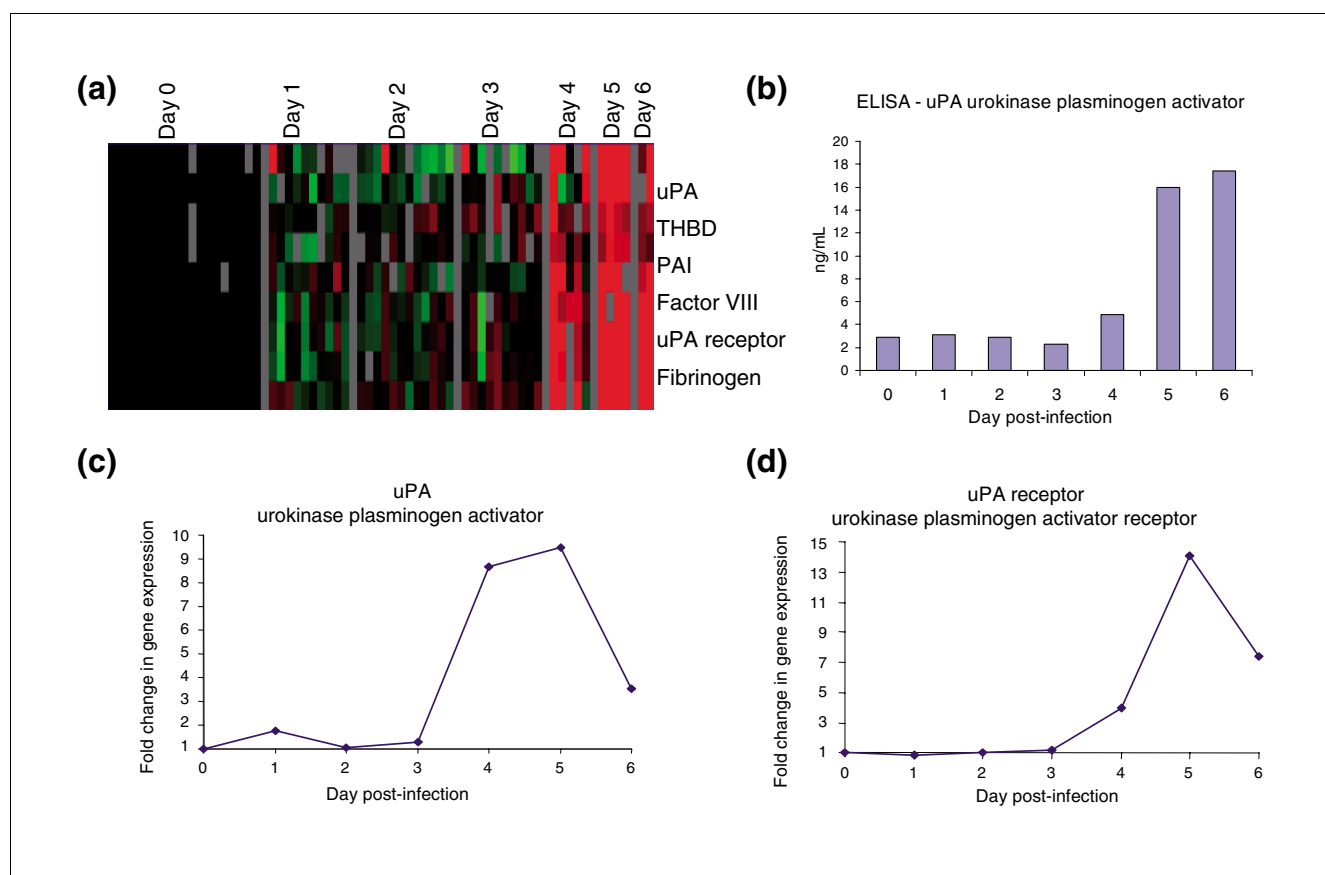 (a)
Day 0
Day 1
Day 2
Day 3
Day 4
Day 5
Day 6
uPA
THBD
PAI
Factor VIII
uPA receptor
Fibrinogen
(b)
ELISA - uPA urokinase plasminogen activator
ng/mL
20
18
16
14
12
10
8
6
4
2
0
0 1 2 3 4 5 6
Day post-infection
(c)
uPA
urokinase plasminogen activator
Fold change in gene expression
10
9
8
7
6
5
4
3
2
1
0 1 2 3 4 5 6
Day post-infection
(d)
uPA receptor
urokinase plasminogen activator receptor
Fold change in gene expression
15
13
11
9
7
5
3
1
0 1 2 3 4 5 6
Day post-infection